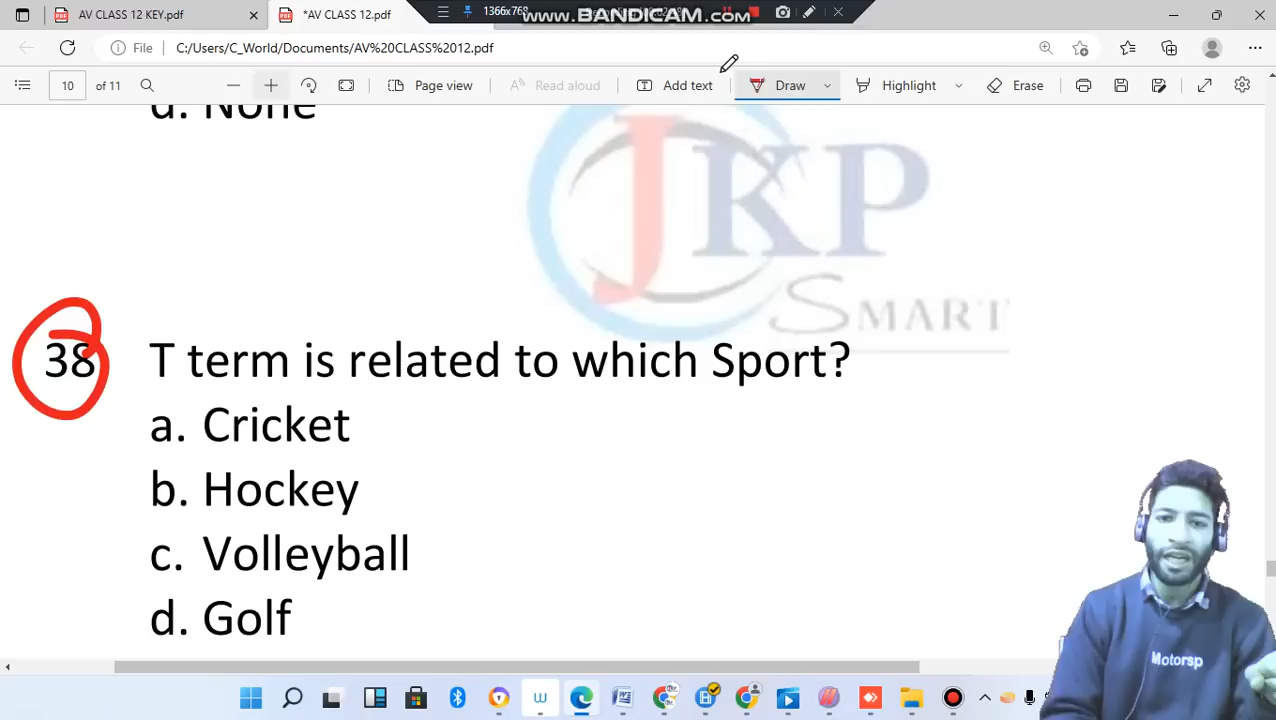 AV CLASS 12 KEY.pdf
*AV CLASS 12.pdf
1366x768
www.BANDICAM.com
File
C:/Users/C_World/Documents/AV%20CLASS%2012.pdf
10 of 11
Page view
Read aloud
Add text
Draw
Highlight
Erase
d. None
JKP
SMART
38 T term is related to which Sport?
a. Cricket
b. Hockey
c. Volleyball
d. Golf
Motorsp